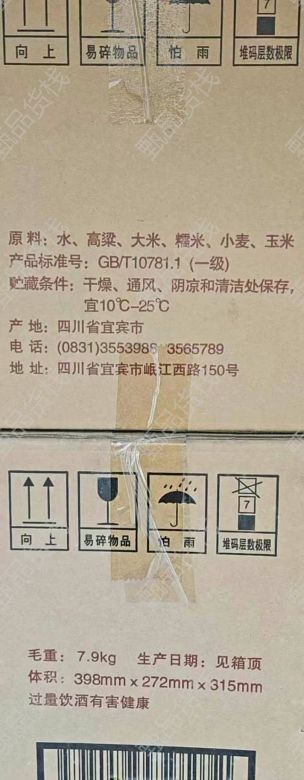 7
向上 易碎物品 怕雨 堆码层数极限
原料：水、高粱、大米、糯米、小麦、玉米
产品标准号：GB/T10781.1 (一级)
贮藏条件：干燥、通风、阴凉和清洁处保存，
宜10℃-25℃
产地：四川省宜宾市
电话：(0831)3553986 3565789
地址：四川省宜宾市岷江西路150号
7
向上 易碎物品 怕雨 堆码层数极限
毛重：7.9kg 生产日期：见箱顶
体积：398mm x 272mm x 315mm
过量饮酒有害健康
甄品货栈